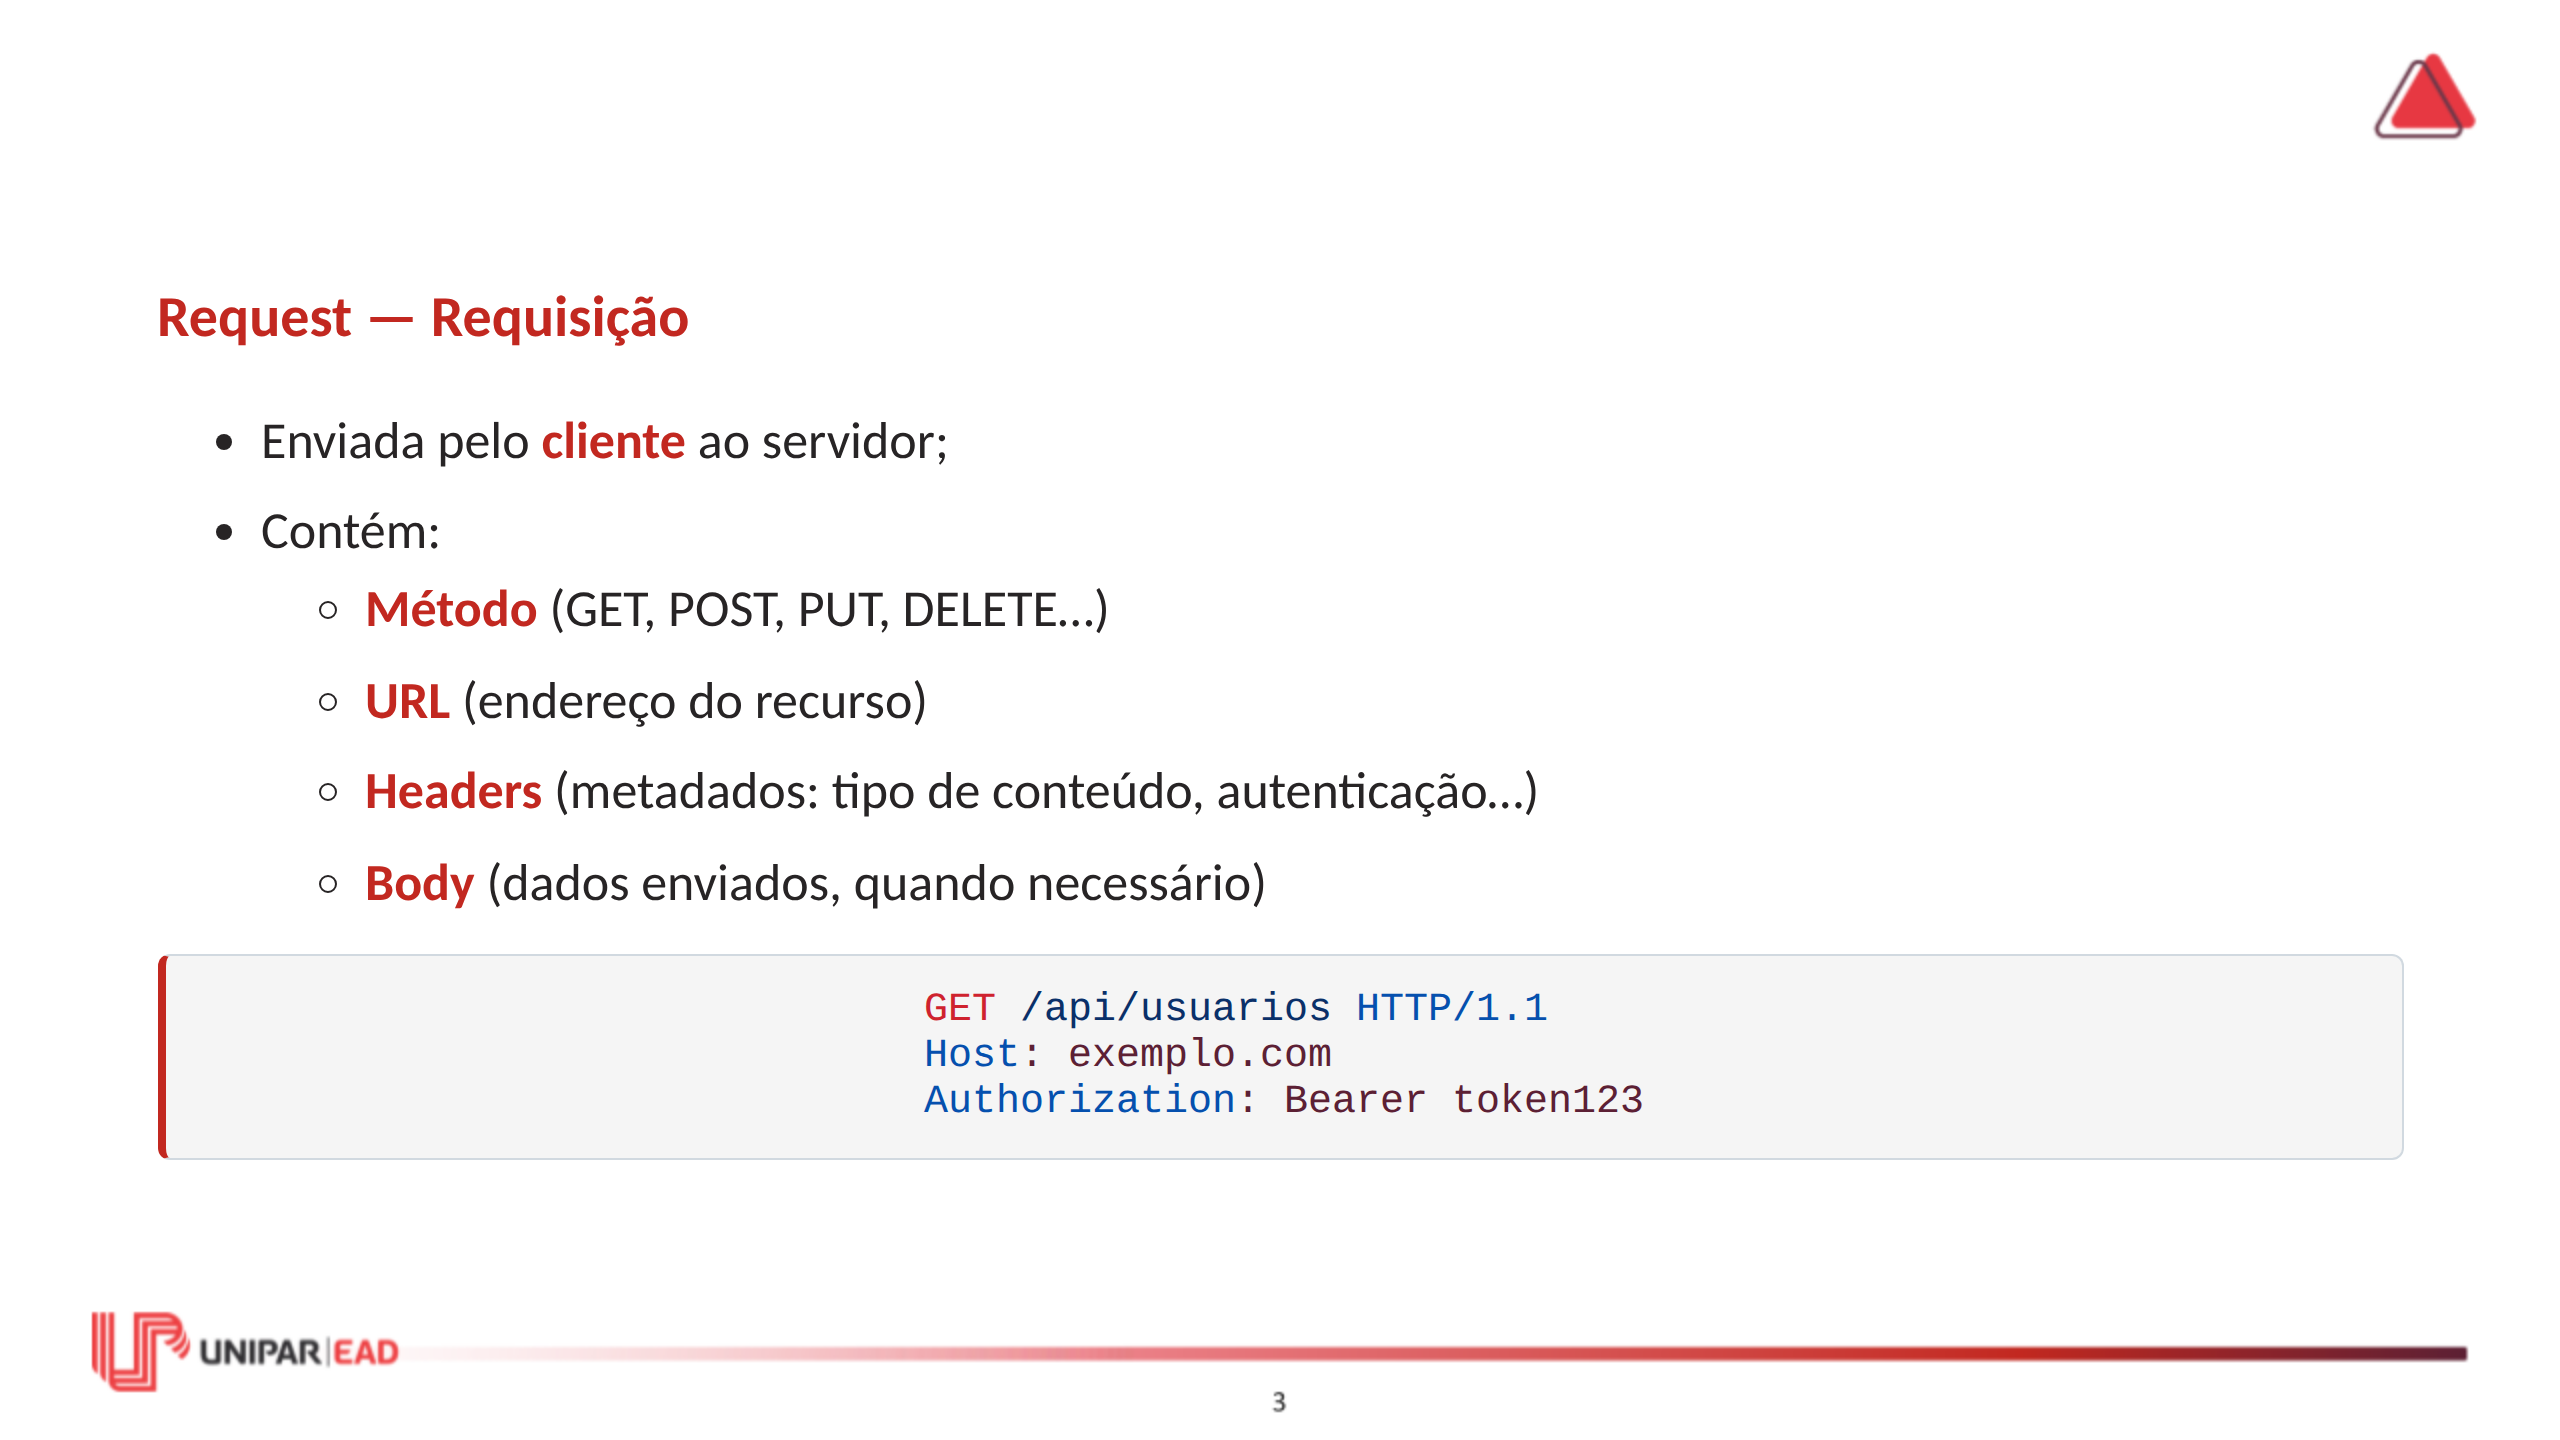 Request — Requisição
• Enviada pelo cliente ao servidor;
• Contém:
○ Método (GET, POST, PUT, DELETE…)
○ URL (endereço do recurso)
○ Headers (metadados: tipo de conteúdo, autenticação…)
○ Body (dados enviados, quando necessário)
GET /api/usuarios HTTP/1.1
Host: exemplo.com
Authorization: Bearer token123
UNIPAR|EAD
3